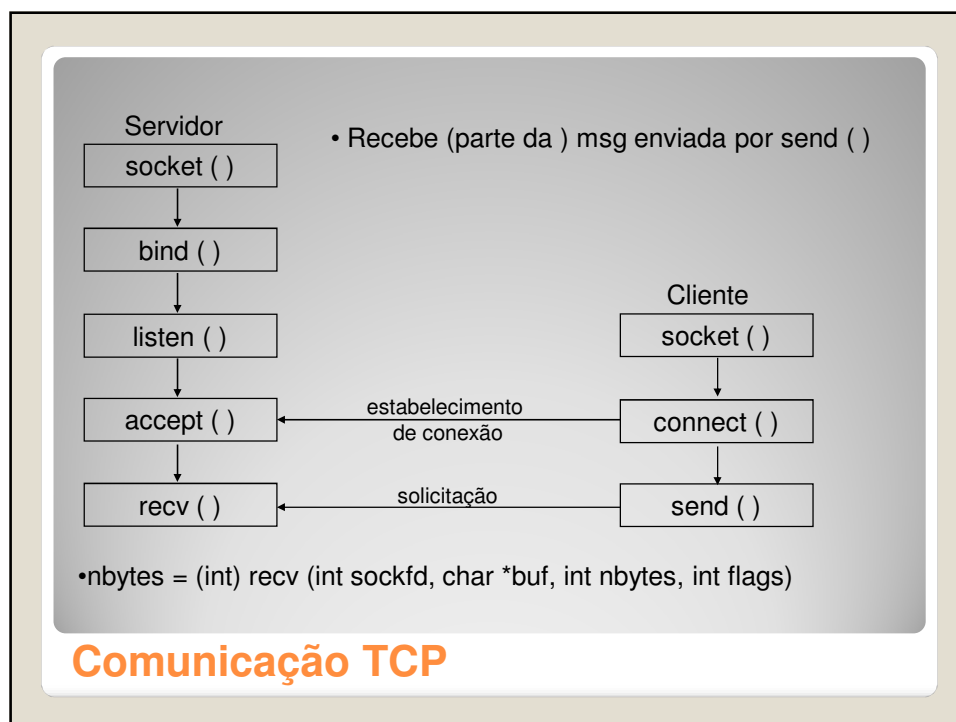 Servidor
• Recebe (parte da ) msg enviada por send ( )
socket ( )
bind ( )
listen ( )
Cliente
socket ( )
accept ( )
estabelecimento
de conexão
connect ( )
recv ( )
solicitação
send ( )
•nbytes = (int) recv (int sockfd, char *buf, int nbytes, int flags)
Comunicação TCP